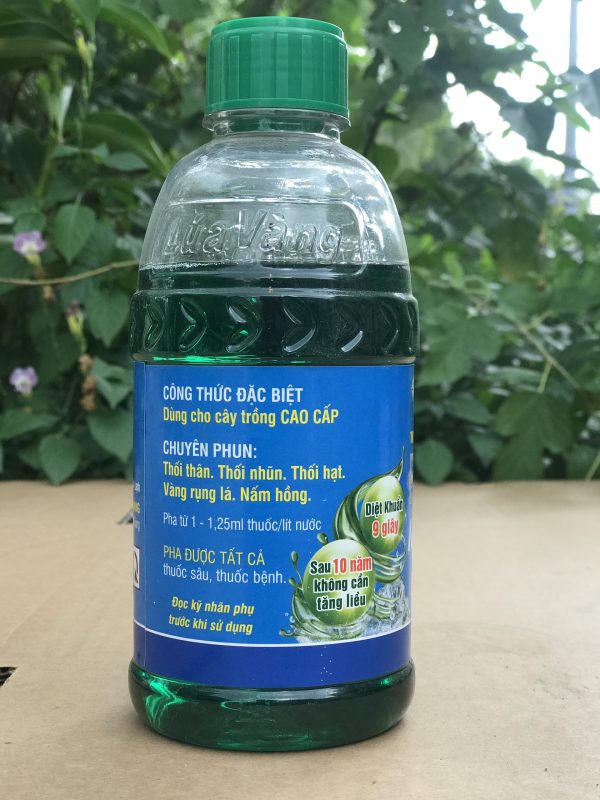 Lúa Vàng
CÔNG THỨC ĐẶC BIỆT
Dùng cho cây trồng CAO CẤP
CHUYÊN PHUN:
Thối thân. Thối nhũn. Thối hạt.
Vàng rụng lá. Nấm hồng.
Pha từ 1 - 1,25ml thuốc/lít nước
PHA ĐƯỢC TẤT CẢ
thuốc sâu, thuốc bệnh.
Đọc kỹ nhãn phụ
trước khi sử dụng
Diệt Khuẩn
9 giây
Sau 10 năm
không cần
tăng liều